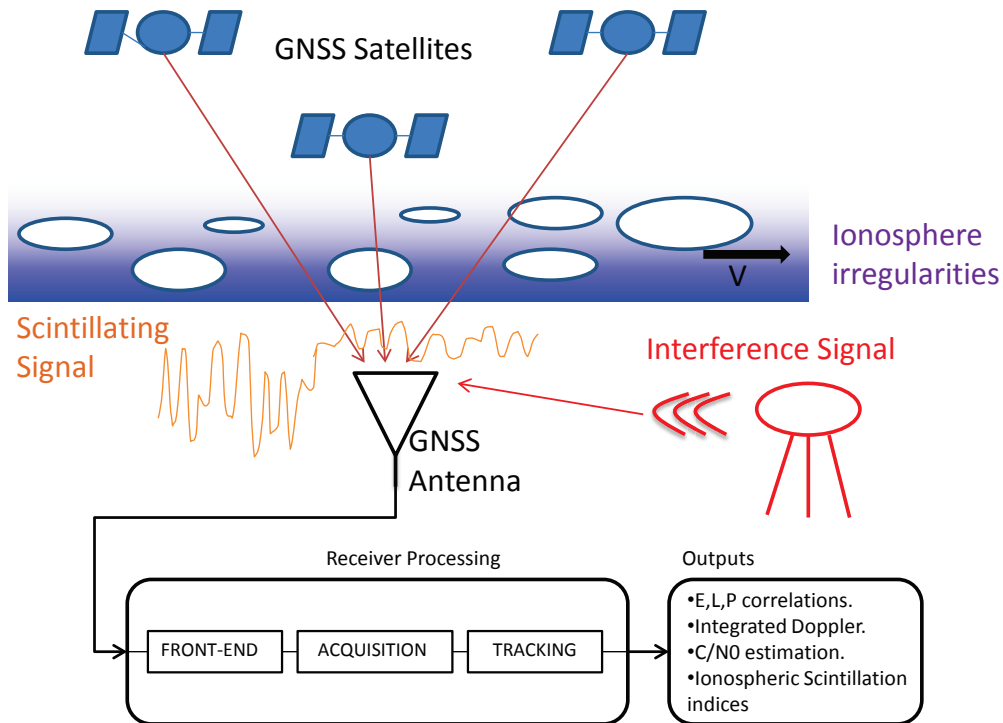 GNSS Satellites
Ionosphere
irregularities
V
Scintillating
Signal
Interference Signal
GNSS
Antenna
Receiver Processing
Outputs
FRONT-END
ACQUISITION
TRACKING
•E,L,P correlations.
•Integrated Doppler.
•C/N0 estimation.
•Ionospheric Scintillation
indices